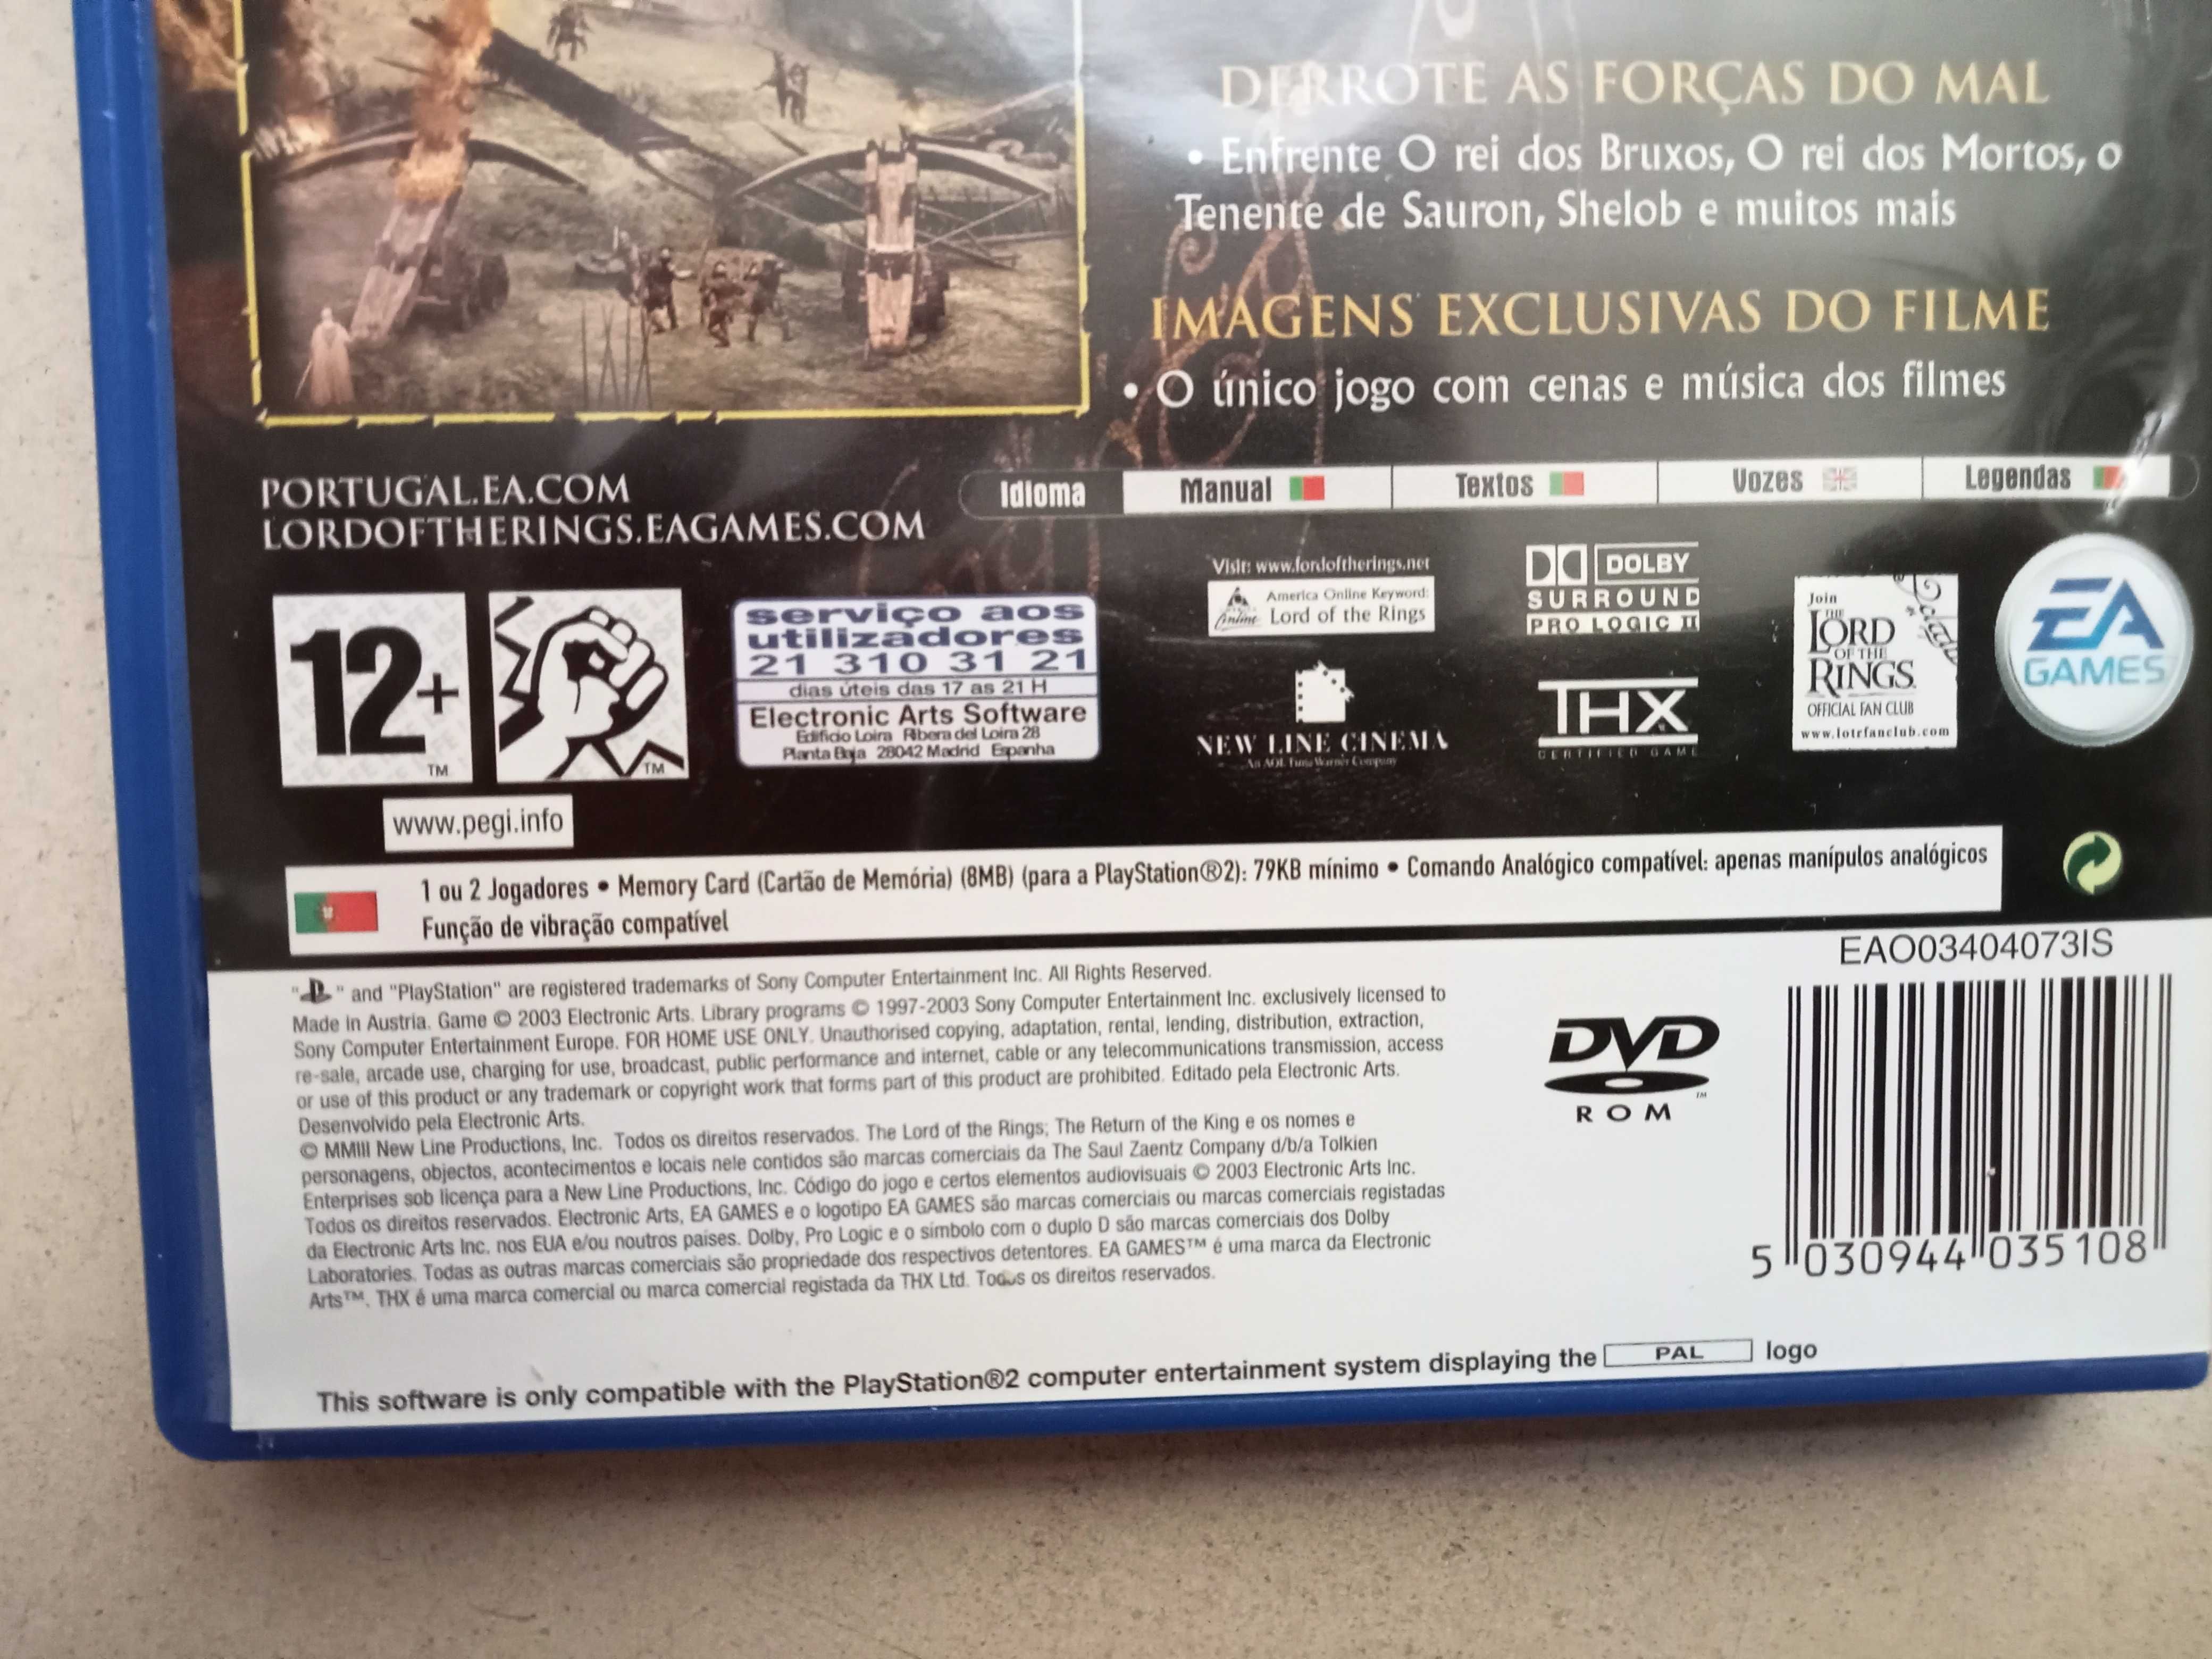 DERROTE AS FORÇAS DO MAL
• Enfrente O rei dos Bruxos, O rei dos Mortos, o
Tenente de Sauron, Shelob e muitos mais
IMAGENS EXCLUSIVAS DO FILME
• O único jogo com cenas e música dos filmes
PORTUGAL.EA.COM
LORDOFTHERINGS.EAGAMES.COM
Idioma Manual Textos Vozes Legendas
12+
TM
TM
www.pegi.info
serviço aos
utilizadores
21 310 31 21
dias úteis das 17 as 21 H
Electronic Arts Software
Edificio Loira Ribera del Loira 28
Planta Baja 28042 Madrid Espanha
Visit: www.lordoftherings.net
America Online Keyword:
Lord of the Rings
NEW LINE CINEMA
An AOL Time Warner Company
DOLBY
SURROUND
PRO LOGIC II
THX
CERTIFIED GAME
Join
THE
LORD
OF THE
RINGS
OFFICIAL FAN CLUB
www.lotrfanclub.com
EA
GAMES
1 ou 2 Jogadores • Memory Card (Cartão de Memória) (8MB) (para a PlayStation®2): 79KB mínimo • Comando Analógico compatível: apenas manípulos analógicos
Função de vibração compatível
" " and "PlayStation" are registered trademarks of Sony Computer Entertainment Inc. All Rights Reserved.
Made in Austria. Game © 2003 Electronic Arts. Library programs © 1997-2003 Sony Computer Entertainment Inc. exclusively licensed to
Sony Computer Entertainment Europe. FOR HOME USE ONLY. Unauthorised copying, adaptation, rental, lending, distribution, extraction,
re-sale, arcade use, charging for use, broadcast, public performance and internet, cable or any telecommunications transmission, access
or use of this product or any trademark or copyright work that forms part of this product are prohibited. Editado pela Electronic Arts.
Desenvolvido pela Electronic Arts.
© MMIII New Line Productions, Inc. Todos os direitos reservados. The Lord of the Rings; The Return of the King e os nomes e
personagens, objectos, acontecimentos e locais nele contidos são marcas comerciais da The Saul Zaentz Company d/b/a Tolkien
Enterprises sob licença para a New Line Productions, Inc. Código do jogo e certos elementos audiovisuais © 2003 Electronic Arts Inc.
Todos os direitos reservados. Electronic Arts, EA GAMES e o logotipo EA GAMES são marcas comerciais ou marcas comerciais registadas
da Electronic Arts Inc. nos EUA e/ou noutros países. Dolby, Pro Logic e o símbolo com o duplo D são marcas comerciais dos Dolby
Laboratories. Todas as outras marcas comerciais são propriedade dos respectivos detentores. EA GAMES™ é uma marca da Electronic
Arts™. THX é uma marca comercial ou marca comercial registada da THX Ltd. Todos os direitos reservados.
EAO03404073IS
DVD
TM
ROM
5 030944 035108
This software is only compatible with the PlayStation®2 computer entertainment system displaying the PAL logo